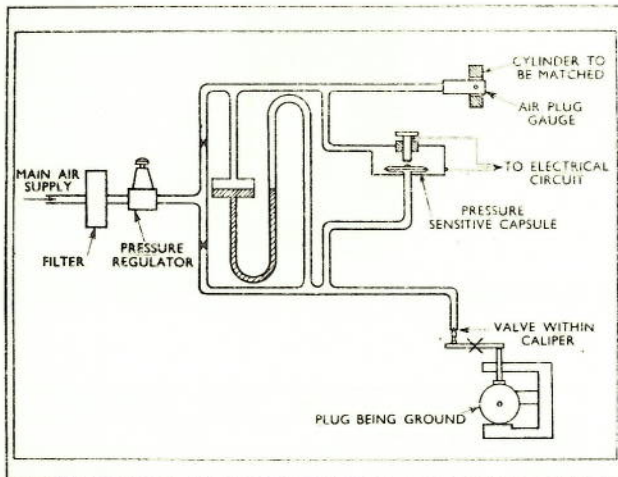 CYLINDER TO
BE MATCHED
AIR PLUG
GAUGE
MAIN AIR
SUPPLY
TO ELECTRICAL
CIRCUIT
PRESSURE
SENSITIVE CAPSULE
FILTER
PRESSURE
REGULATOR
VALVE WITHIN
CALIPER
PLUG BEING GROUND